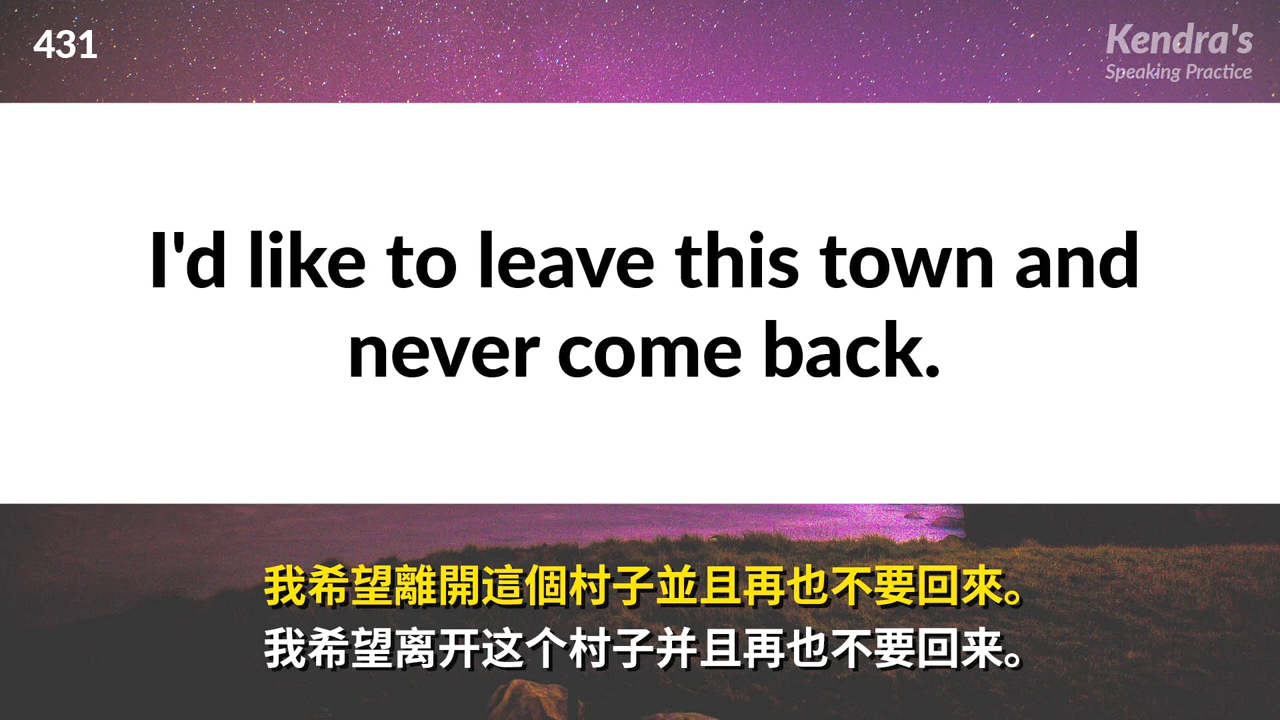 431
Kendra's
Speaking Practice
I'd like to leave this town and
never come back.
我希望離開這個村子並且再也不要回來。
我希望离开这个村子并且再也不要回来。